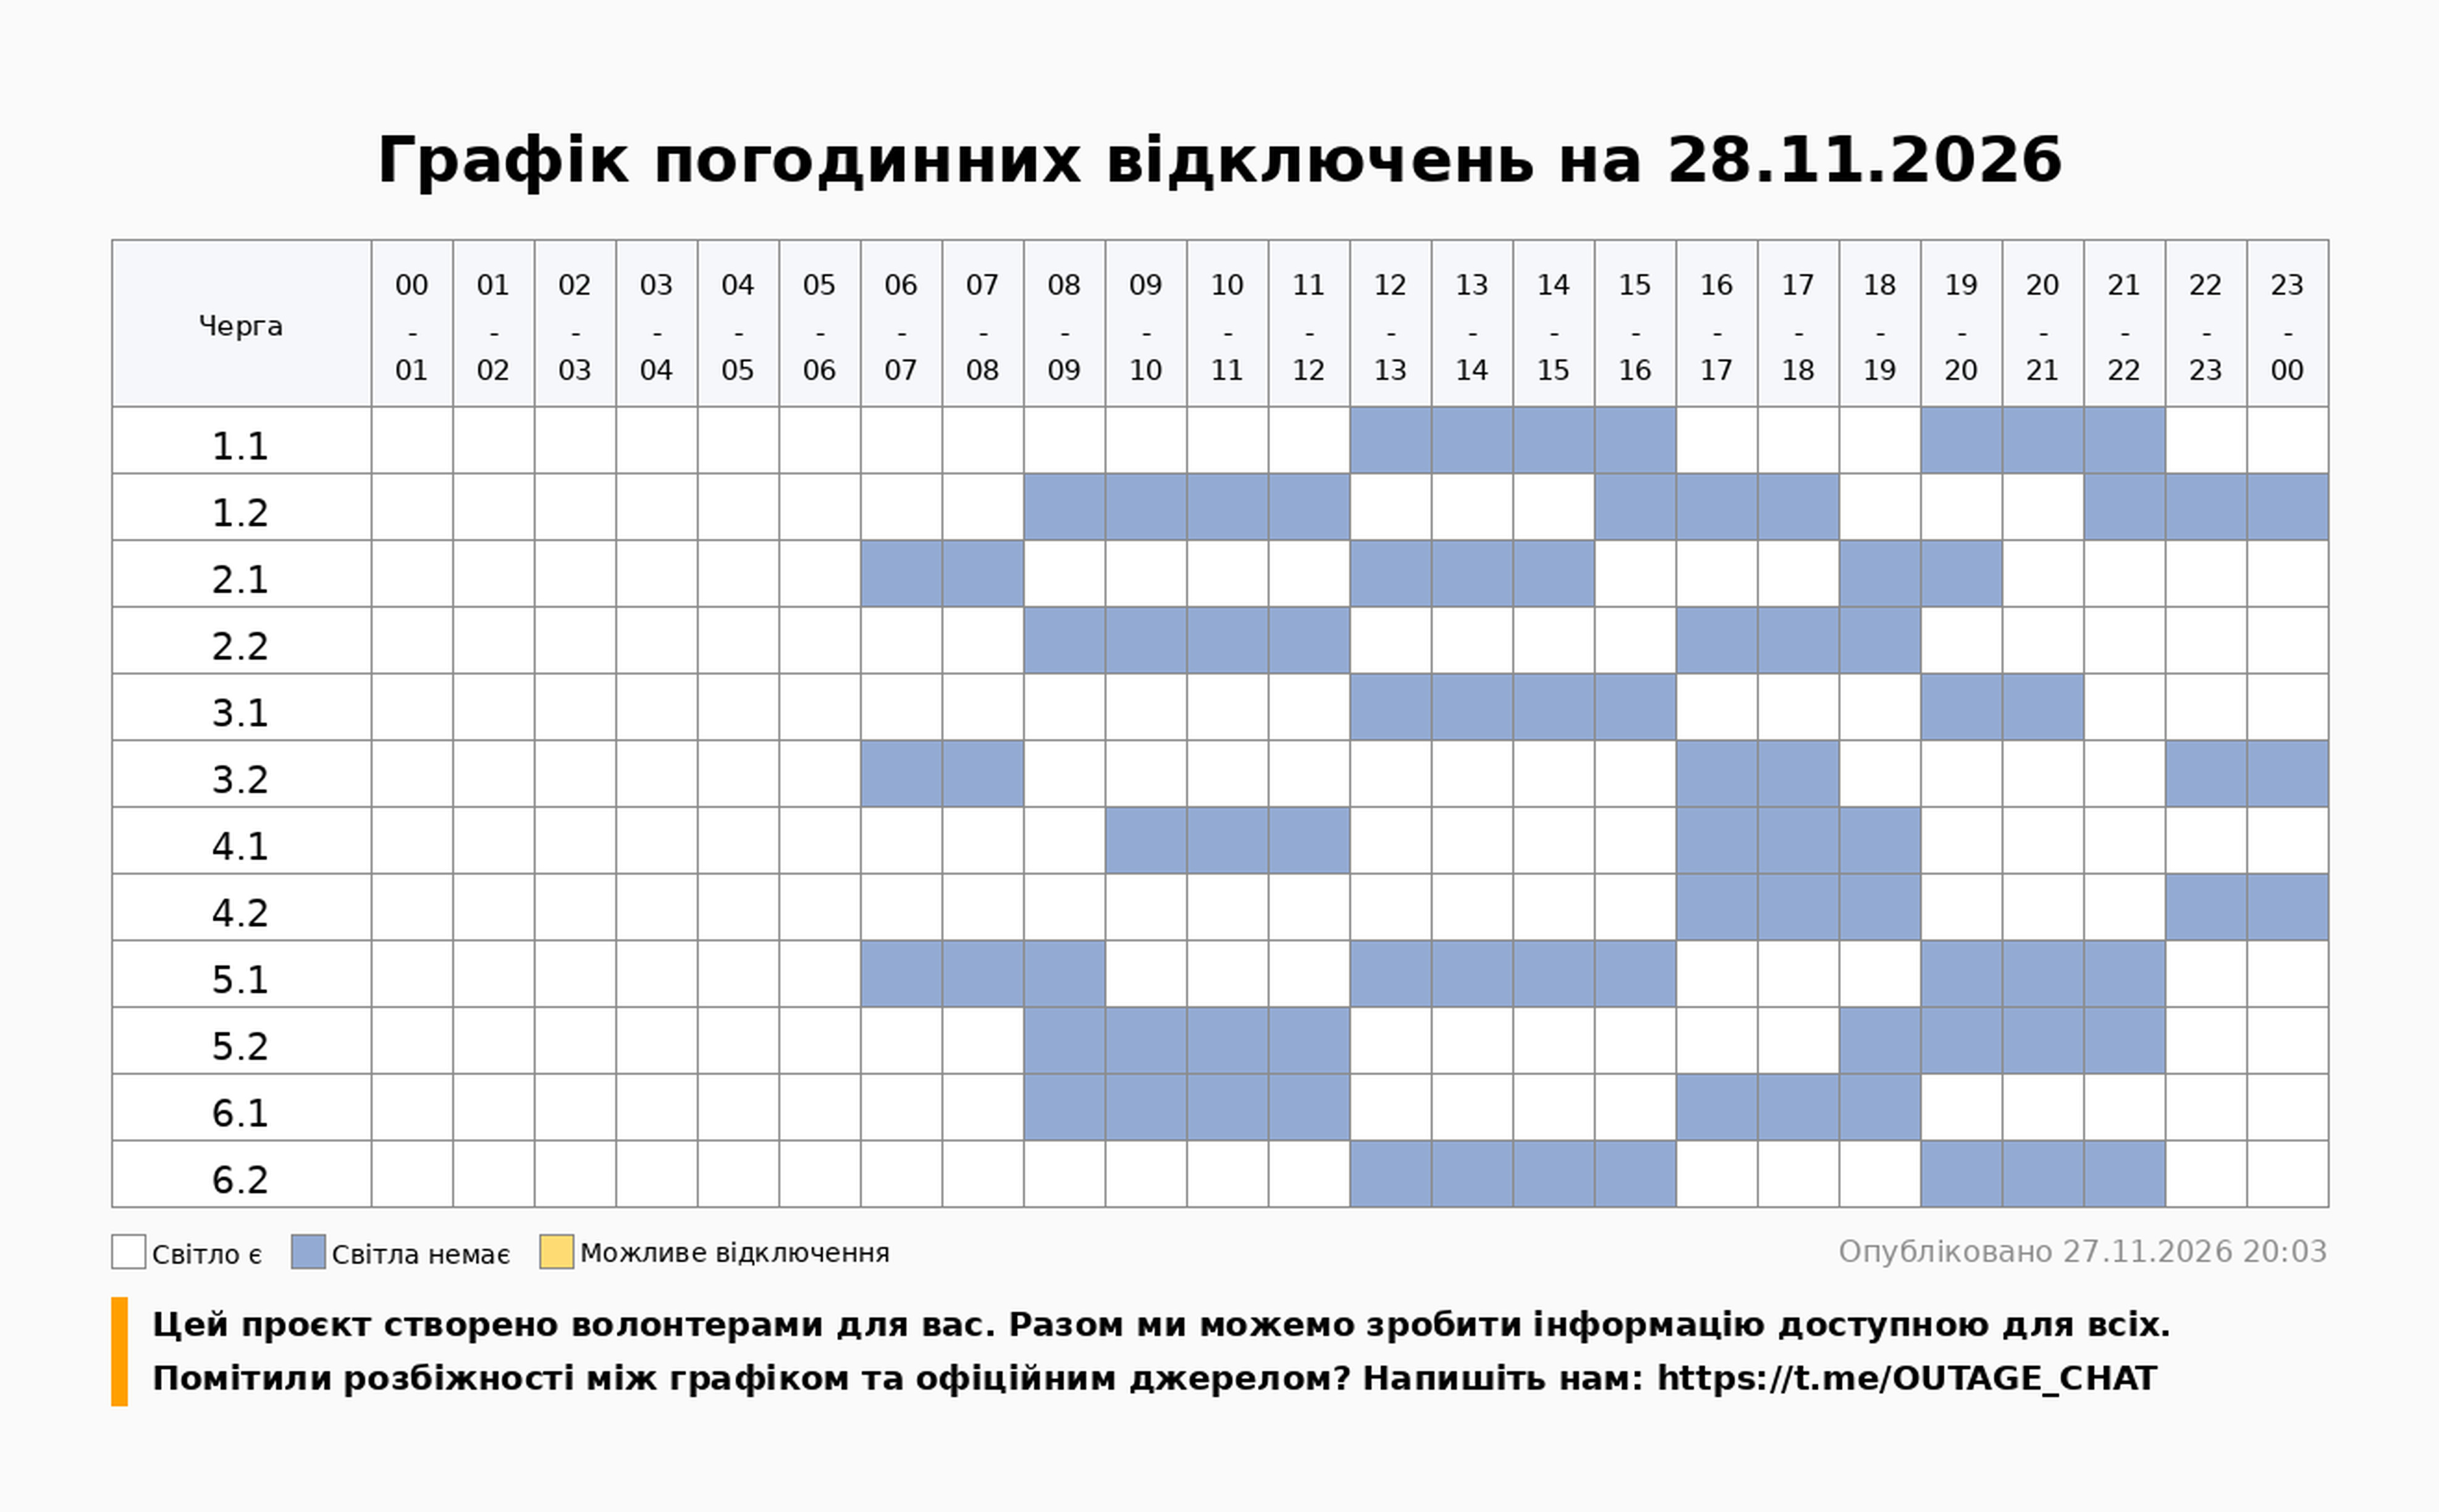 Графік погодинних відключень на 28.11.2026
Черга 00 - 01 01 - 02 02 - 03 03 - 04 04 - 05 05 - 06 06 - 07 07 - 08 08 - 09 09 - 10 10 - 11 11 - 12 12 - 13 13 - 14 14 - 15 15 - 16 16 - 17 17 - 18 18 - 19 19 - 20 20 - 21 21 - 22 22 - 23 23 - 00
1.1
1.2
2.1
2.2
3.1
3.2
4.1
4.2
5.1
5.2
6.1
6.2
Світло є Світла немає Можливе відключення Опубліковано 27.11.2026 20:03
Цей проєкт створено волонтерами для вас. Разом ми можемо зробити інформацію доступною для всіх.
Помітили розбіжності між графіком та офіційним джерелом? Напишіть нам: https://t.me/OUTAGE_CHAT